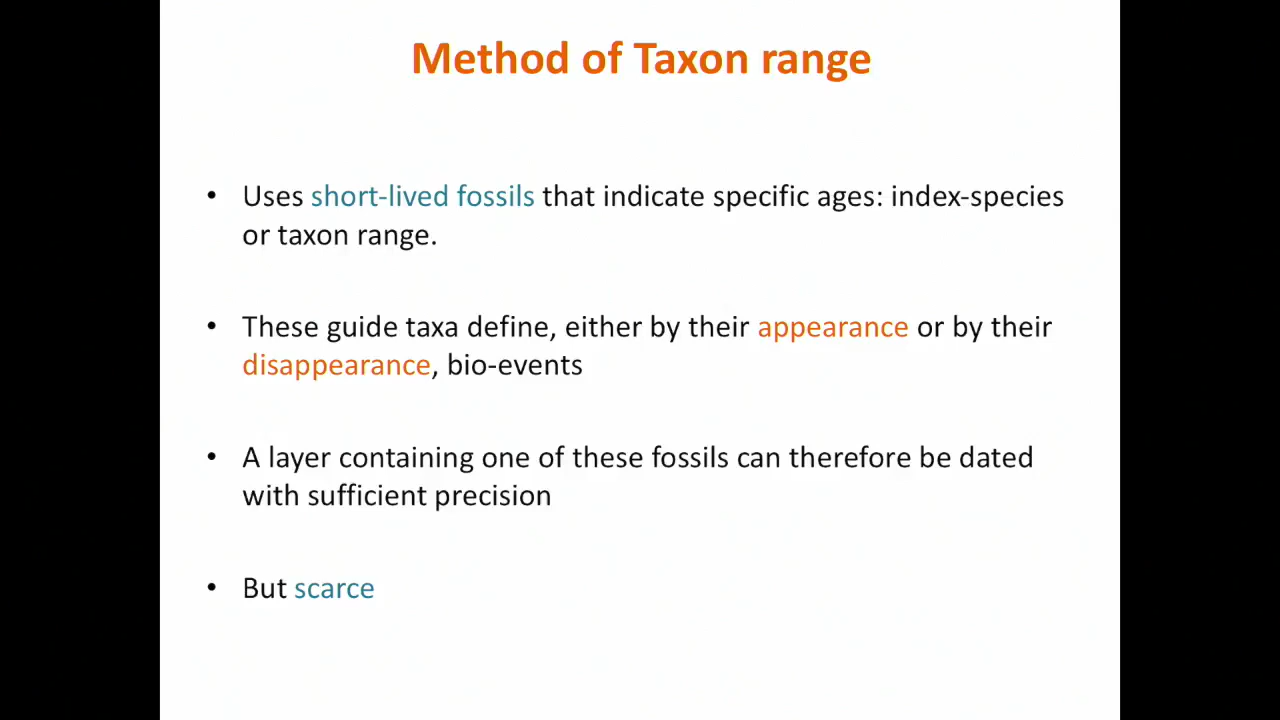 Method of Taxon range
• Uses short-lived fossils that indicate specific ages: index-species
or taxon range.
• These guide taxa define, either by their appearance or by their
disappearance, bio-events
• A layer containing one of these fossils can therefore be dated
with sufficient precision
• But scarce